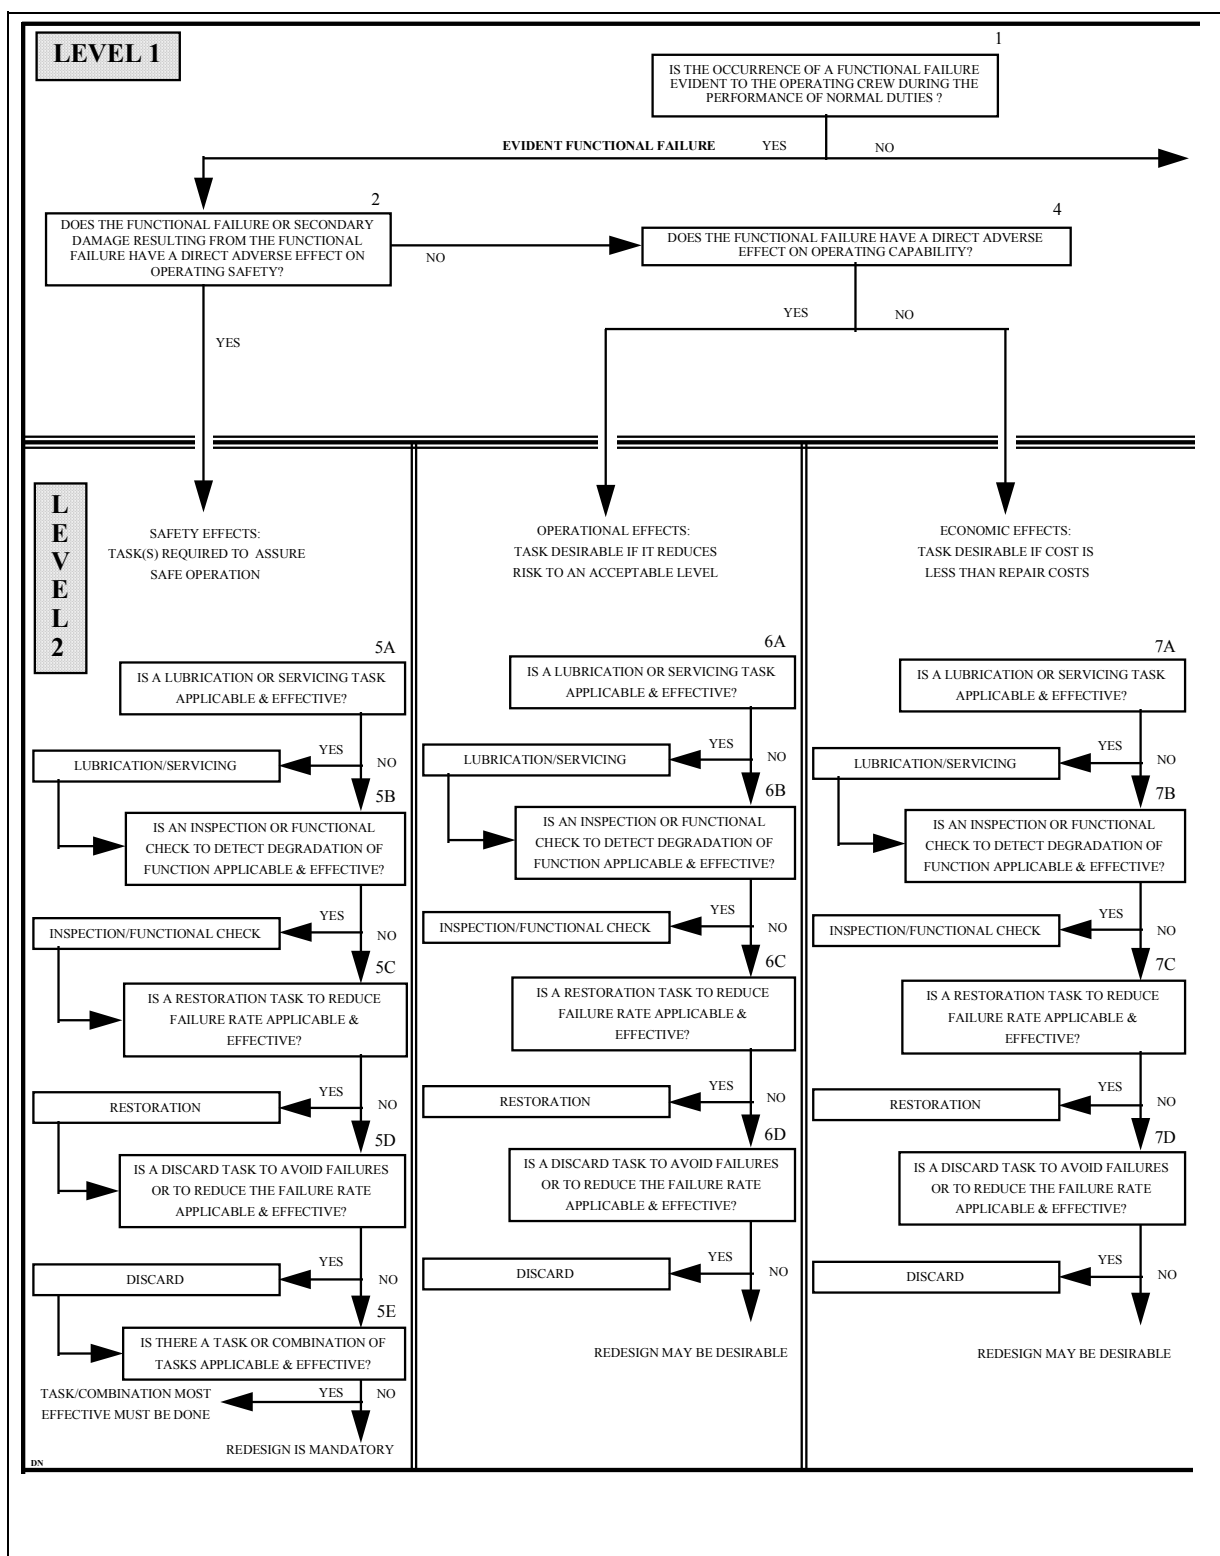 LEVEL 1
1
IS THE OCCURRENCE OF A FUNCTIONAL FAILURE
EVIDENT TO THE OPERATING CREW DURING THE
PERFORMANCE OF NORMAL DUTIES ?
EVIDENT FUNCTIONAL FAILURE
YES
NO
2
DOES THE FUNCTIONAL FAILURE OR SECONDARY
DAMAGE RESULTING FROM THE FUNCTIONAL
FAILURE HAVE A DIRECT ADVERSE EFFECT ON
OPERATING SAFETY?
NO
YES
4
DOES THE FUNCTIONAL FAILURE HAVE A DIRECT ADVERSE
EFFECT ON OPERATING CAPABILITY?
YES
NO
L
E
V
E
L
2
SAFETY EFFECTS:
TASK(S) REQUIRED TO ASSURE
SAFE OPERATION
5A
IS A LUBRICATION OR SERVICING TASK
APPLICABLE & EFFECTIVE?
YES
NO
LUBRICATION/SERVICING
5B
IS AN INSPECTION OR FUNCTIONAL
CHECK TO DETECT DEGRADATION OF
FUNCTION APPLICABLE & EFFECTIVE?
YES
NO
INSPECTION/FUNCTIONAL CHECK
5C
IS A RESTORATION TASK TO REDUCE
FAILURE RATE APPLICABLE &
EFFECTIVE?
YES
NO
RESTORATION
5D
IS A DISCARD TASK TO AVOID FAILURES
OR TO REDUCE THE FAILURE RATE
APPLICABLE & EFFECTIVE?
YES
NO
DISCARD
5E
IS THERE A TASK OR COMBINATION OF
TASKS APPLICABLE & EFFECTIVE?
YES
NO
TASK/COMBINATION MOST
EFFECTIVE MUST BE DONE
REDESIGN IS MANDATORY
DN
OPERATIONAL EFFECTS:
TASK DESIRABLE IF IT REDUCES
RISK TO AN ACCEPTABLE LEVEL
6A
IS A LUBRICATION OR SERVICING TASK
APPLICABLE & EFFECTIVE?
YES
NO
LUBRICATION/SERVICING
6B
IS AN INSPECTION OR FUNCTIONAL
CHECK TO DETECT DEGRADATION OF
FUNCTION APPLICABLE & EFFECTIVE?
YES
NO
INSPECTION/FUNCTIONAL CHECK
6C
IS A RESTORATION TASK TO REDUCE
FAILURE RATE APPLICABLE &
EFFECTIVE?
YES
NO
RESTORATION
6D
IS A DISCARD TASK TO AVOID FAILURES
OR TO REDUCE THE FAILURE RATE
APPLICABLE & EFFECTIVE?
YES
NO
DISCARD
REDESIGN MAY BE DESIRABLE
ECONOMIC EFFECTS:
TASK DESIRABLE IF COST IS
LESS THAN REPAIR COSTS
7A
IS A LUBRICATION OR SERVICING TASK
APPLICABLE & EFFECTIVE?
YES
NO
LUBRICATION/SERVICING
7B
IS AN INSPECTION OR FUNCTIONAL
CHECK TO DETECT DEGRADATION OF
FUNCTION APPLICABLE & EFFECTIVE?
YES
NO
INSPECTION/FUNCTIONAL CHECK
7C
IS A RESTORATION TASK TO REDUCE
FAILURE RATE APPLICABLE &
EFFECTIVE?
YES
NO
RESTORATION
7D
IS A DISCARD TASK TO AVOID FAILURES
OR TO REDUCE THE FAILURE RATE
APPLICABLE & EFFECTIVE?
YES
NO
DISCARD
REDESIGN MAY BE DESIRABLE